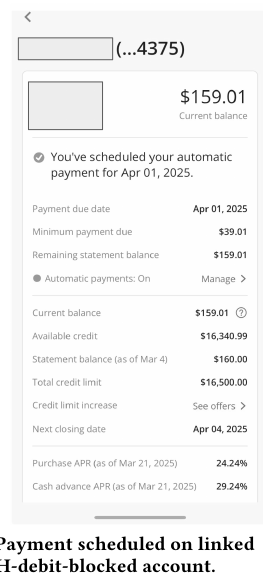 (...4375)
$159.01
Current balance
You've scheduled your automatic
payment for Apr 01, 2025.
Payment due date Apr 01, 2025
Minimum payment due $39.01
Remaining statement balance $159.01
Automatic payments: On Manage >
Current balance $159.01 ?
Available credit $16,340.99
Statement balance (as of Mar 4) $160.00
Total credit limit $16,500.00
Credit limit increase See offers >
Next closing date Apr 04, 2025
Purchase APR (as of Mar 21, 2025) 24.24%
Cash advance APR (as of Mar 21, 2025) 29.24%
Payment scheduled on linked
H-debit-blocked account.